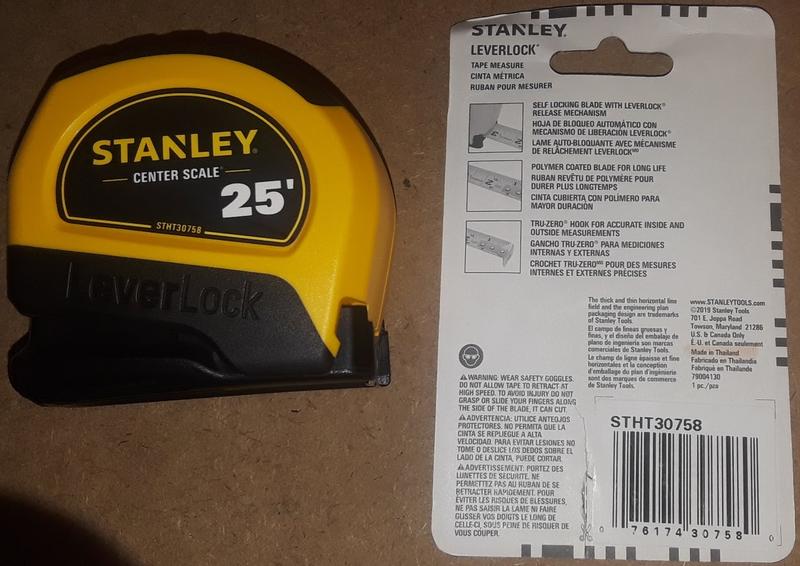 STANLEY®
CENTER SCALE™
25'
STHT30758
LeverLock
STANLEY®
LEVERLOCK®
TAPE MEASURE
CINTA MÉTRICA
RUBAN POUR MESURER
SELF LOCKING BLADE WITH LEVERLOCK®
RELEASE MECHANISM
HOJA DE BLOQUEO AUTOMÁTICO CON
MECANISMO DE LIBERACIÓN LEVERLOCK®
LAME AUTO-BLOQUANTE AVEC MÉCANISME
DE RELÂCHEMENT LEVERLOCK MD
POLYMER COATED BLADE FOR LONG LIFE
RUBAN REVÊTU DE POLYMÈRE POUR
DURER PLUS LONGTEMPS
CINTA CUBIERTA CON POLÍMERO PARA
MAYOR DURACIÓN
TRU-ZERO® HOOK FOR ACCURATE INSIDE AND
OUTSIDE MEASUREMENTS
GANCHO TRU-ZERO® PARA MEDICIONES
INTERNAS Y EXTERNAS
CROCHET TRU-ZERO MD POUR DES MESURES
INTERNES ET EXTERNES PRÉCISES
The thick and thin horizontal line
field and the engineering plan
packaging design are trademarks
of Stanley Tools.
El campo de líneas gruesas y
finas, y el diseño del embalaje de
plano de ingeniería son marcas
comerciales de Stanley Tools.
Le champ de ligne épaisse et fine
horizontales et la conception
d'emballage du plan d'ingénierie
sont des marques de commerce
de Stanley Tools.
www.STANLEYTOOLS.com
©2019 Stanley Tools
701 E. Joppa Road
Towson, Maryland 21286
U.S. & Canada Only
É.-U. et Canada seulement
Made in Thailand
Fabricado en Thailandia
Fabriqué en Thaïlande
79004130
1 pc./pza
⚠WARNING: WEAR SAFETY GOGGLES.
DO NOT ALLOW TAPE TO RETRACT AT
HIGH SPEED. TO AVOID INJURY DO NOT
GRASP OR SLIDE YOUR FINGERS ALONG
THE SIDE OF THE BLADE, IT CAN CUT.
⚠ADVERTENCIA: UTILICE ANTEOJOS
PROTECTORES. NO PERMITA QUE LA
CINTA SE REPLIEGUE A ALTA
VELOCIDAD. PARA EVITAR LESIONES NO
TOME O DESLICE LOS DEDOS SOBRE EL
LADO DE LA CINTA, PUEDE CORTAR.
⚠ADVERTISSEMENT: PORTEZ DES
LUNETTES DE SÉCURITÉ. NE
PERMETTEZ PAS AU RUBAN DE SE
RETRACTER RAPIDEMENT. POUR
ÉVITER LES RISQUES DE BLESSURES,
NE PAS SAISIR LA LAME NI FAIRE
GLISSER VOS DOIGTS LE LONG DE
CELLE-CI, SOUS PEINE DE RISQUER DE
VOUS COUPER.
STHT30758
0 76174 30758 0